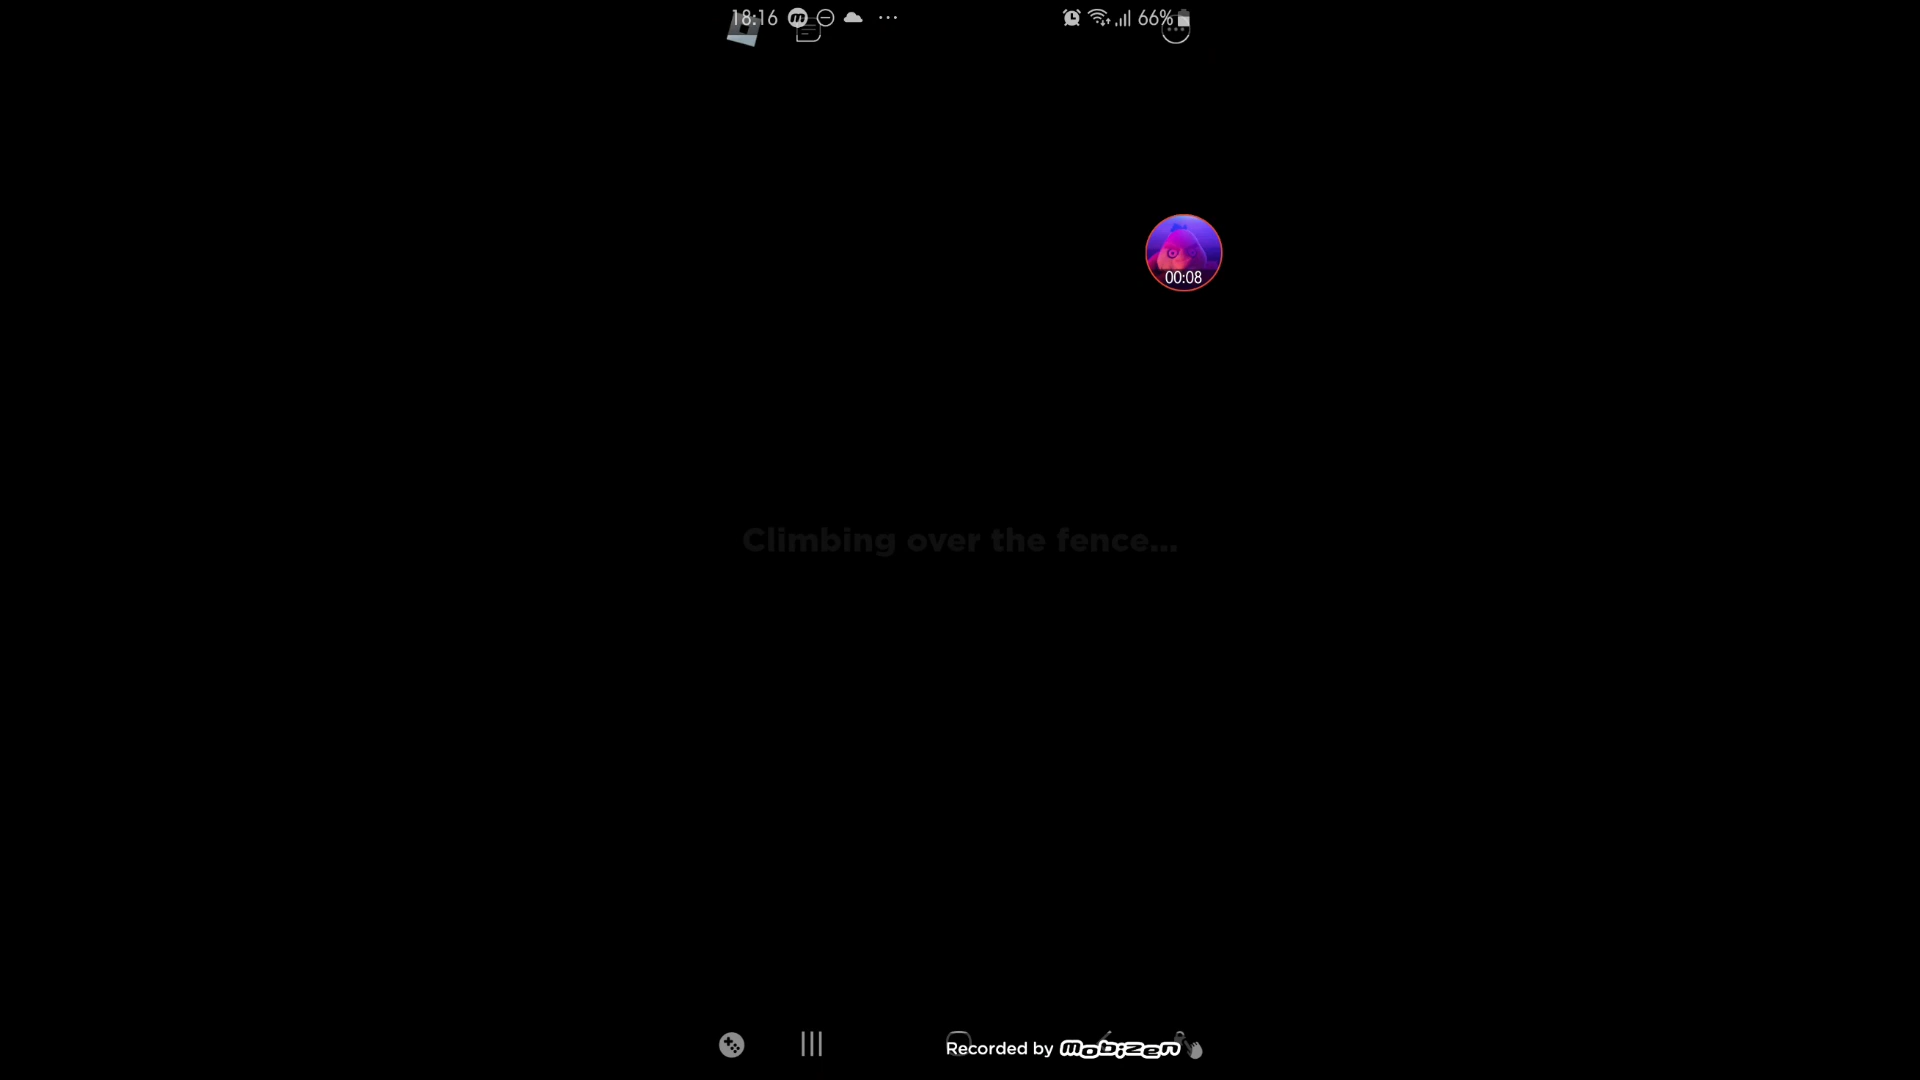 18:16
66%
00:08
Climbing over the fence...
Recorded by mobizen